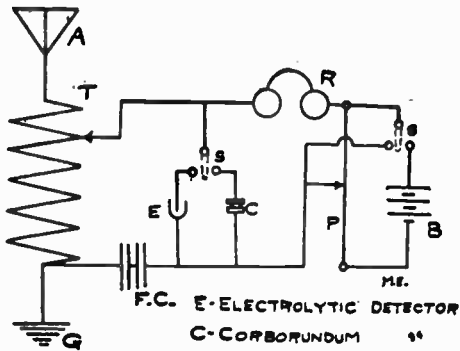 A
T
R
S
S
E
C
P
B
M.E.
F.C.
E-ELECTROLYTIC DETECTOR
G
C-CORBORUNDUM "